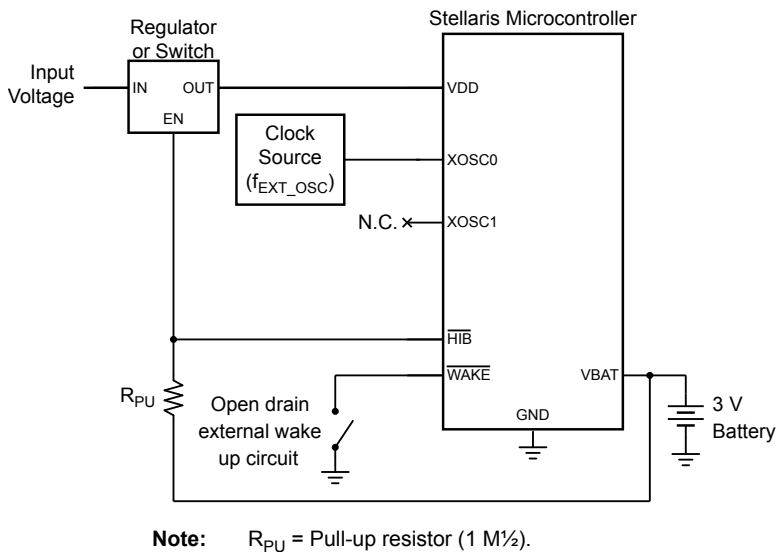 Stellaris Microcontroller
Regulator
or Switch
Input
Voltage
IN OUT
EN
VDD
Clock
Source
(fEXT_OSC)
XOSC0
N.C.
XOSC1
HIB
WAKE
VBAT
RPU
Open drain
external wake
up circuit
GND
3 V
Battery
Note: RPU = Pull-up resistor (1 M½).